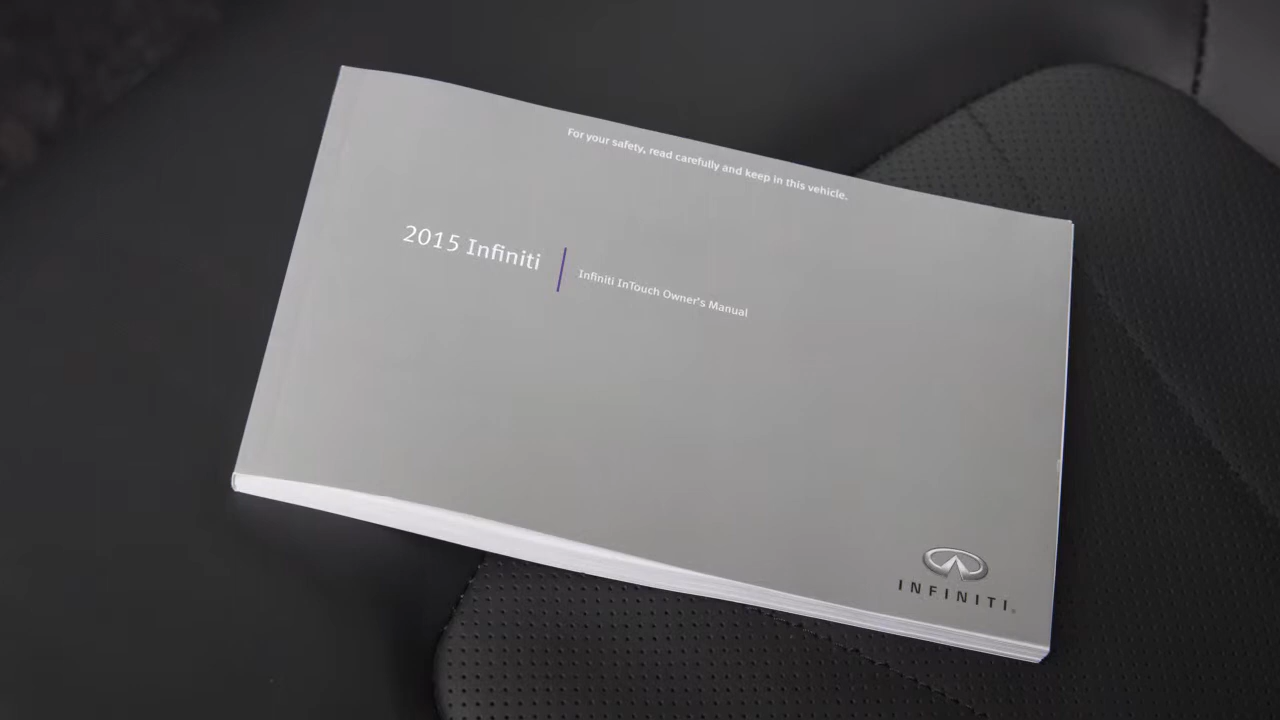 For your safety, read carefully and keep in this vehicle.
2015 Infiniti
Infiniti InTouch Owner's Manual
INFINITI®